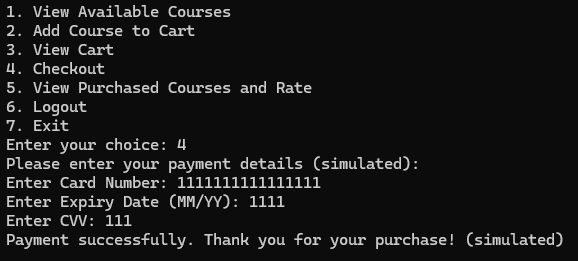 1. View Available Courses
2. Add Course to Cart
3. View Cart
4. Checkout
5. View Purchased Courses and Rate
6. Logout
7. Exit
Enter your choice: 4
Please enter your payment details (simulated):
Enter Card Number: 1111111111111111
Enter Expiry Date (MM/YY): 1111
Enter CVV: 111
Payment successfully. Thank you for your purchase! (simulated)